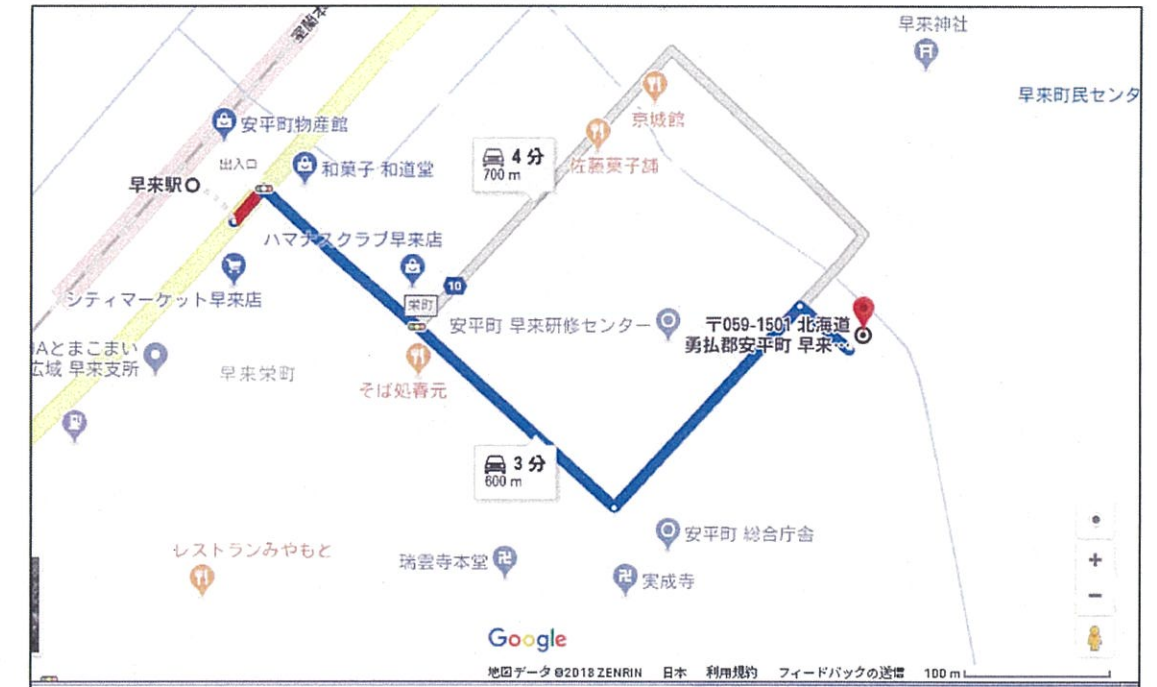 室蘭本
早来神社
早来町民センタ
京城館
安平町物産館
4 分
700 m
佐藤菓子舗
出入口
和菓子 和道堂
早来駅
ハマナスクラブ早来店
シティマーケット早来店
10
栄町
安平町 早来研修センター
〒059-1501 北海道
勇払郡安平町 早来…
JAとまこまい
広域 早来支所
早来栄町
そば処春元
3 分
600 m
安平町 総合庁舎
レストランみやもと
瑞雲寺本堂
実成寺
Google
地図データ ©2018 ZENRIN 日本 利用規約 フィードバックの送信 100 m